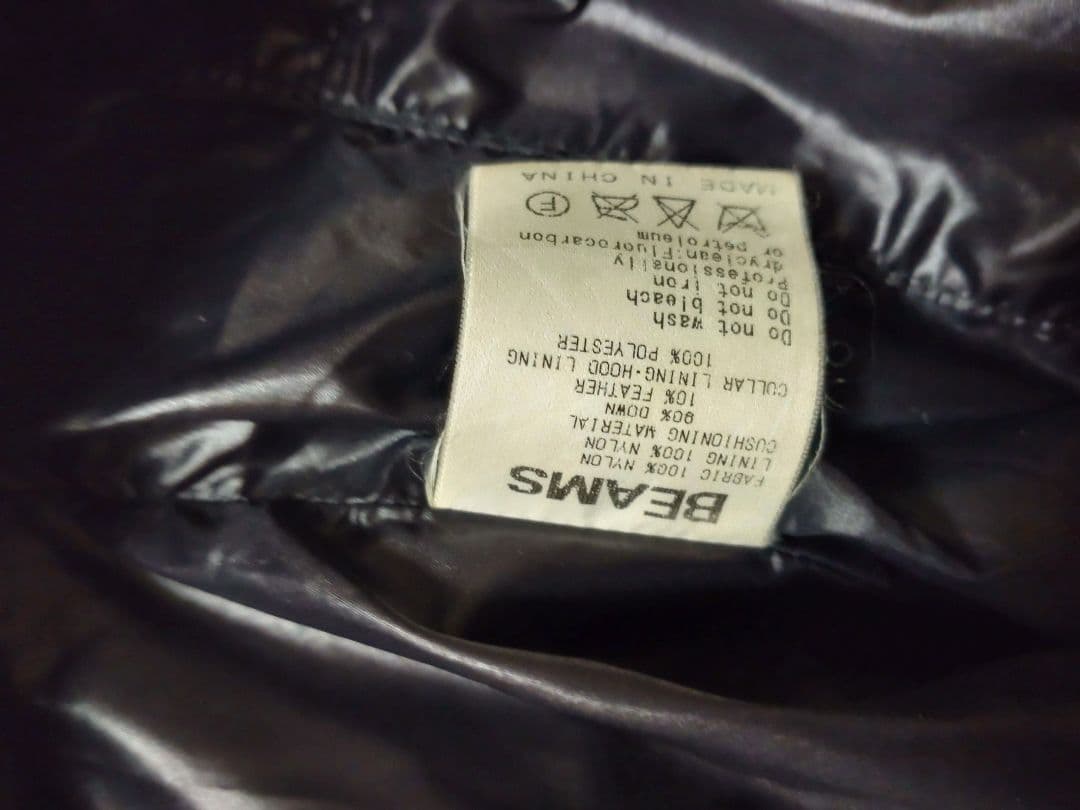 BEAMS
FABRIC 100% NYLON
LINING 100% NYLON
CUSHIONING MATERIAL
90% DOWN
10% FEATHER
COLLAR LINING·HOOD LINING
100% POLYESTER
Do not wash
Do not bleach
Do not iron
Professionally
dryclean:Fluorocarbon
or petroleum
F
MADE IN CHINA